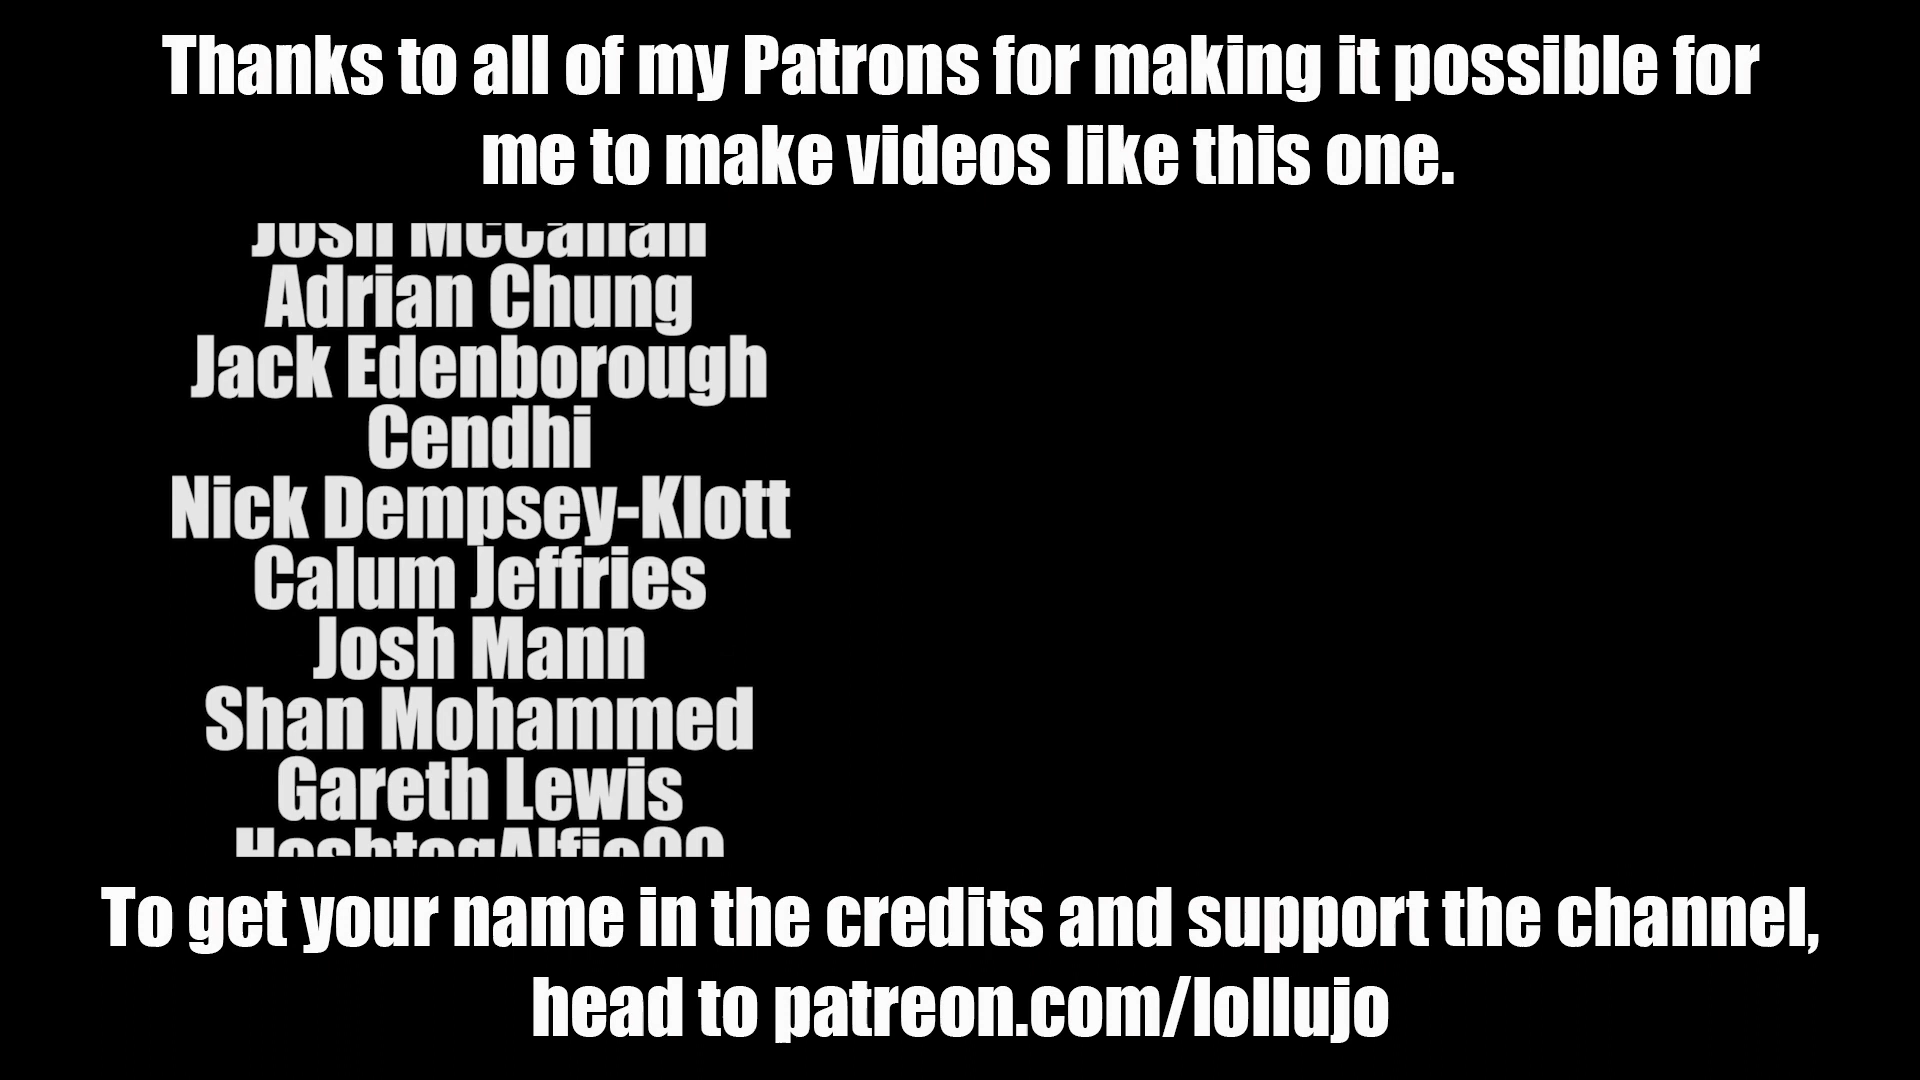 Thanks to all of my Patrons for making it possible for
me to make videos like this one.
Josh McCahan
Adrian Chung
Jack Edenborough
Cendhi
Nick Dempsey-Klott
Calum Jeffries
Josh Mann
Shan Mohammed
Gareth Lewis
To get your name in the credits and support the channel,
head to patreon.com/lollujo